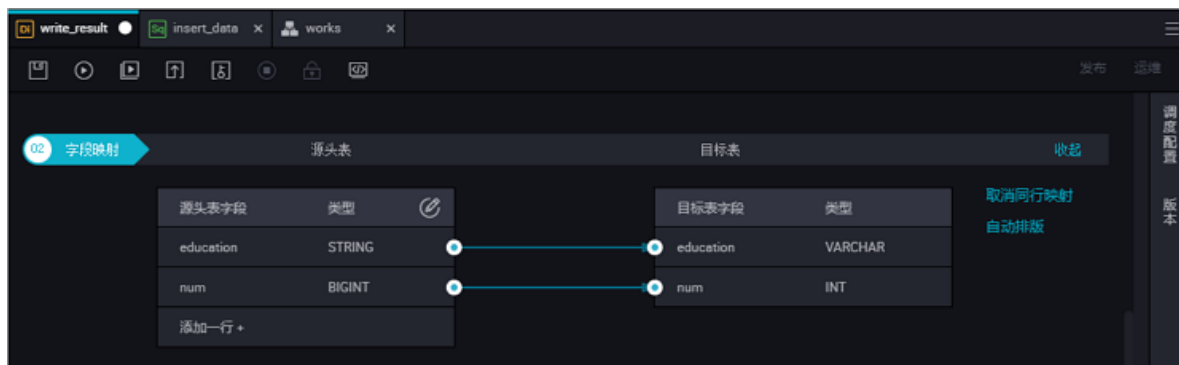 Di write_result Sq insert_data × works ×
发布 运维
02 字段映射 源头表 目标表 收起
源头表字段 类型 目标表字段 类型 取消同行映射
自动排版
education STRING education VARCHAR
num BIGINT num INT
添加一行 +
调度配置
版本